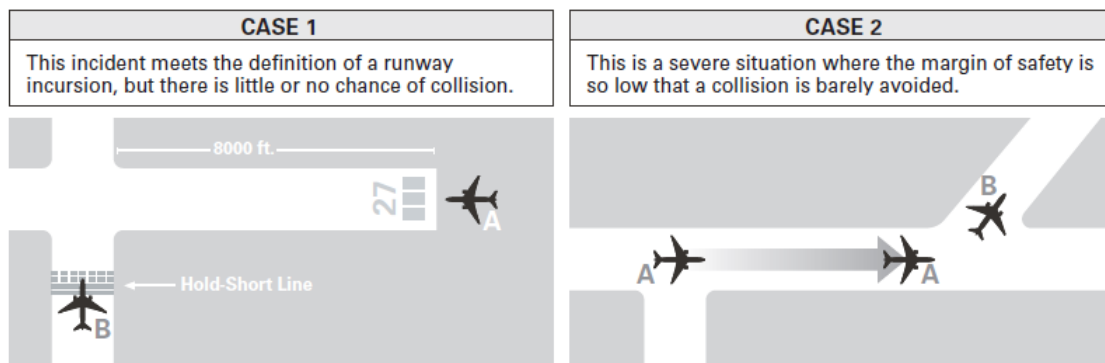 CASE 1
This incident meets the definition of a runway
incursion, but there is little or no chance of collision.
8000 ft.
27
A
Hold-Short Line
B
CASE 2
This is a severe situation where the margin of safety is
so low that a collision is barely avoided.
B
A
A